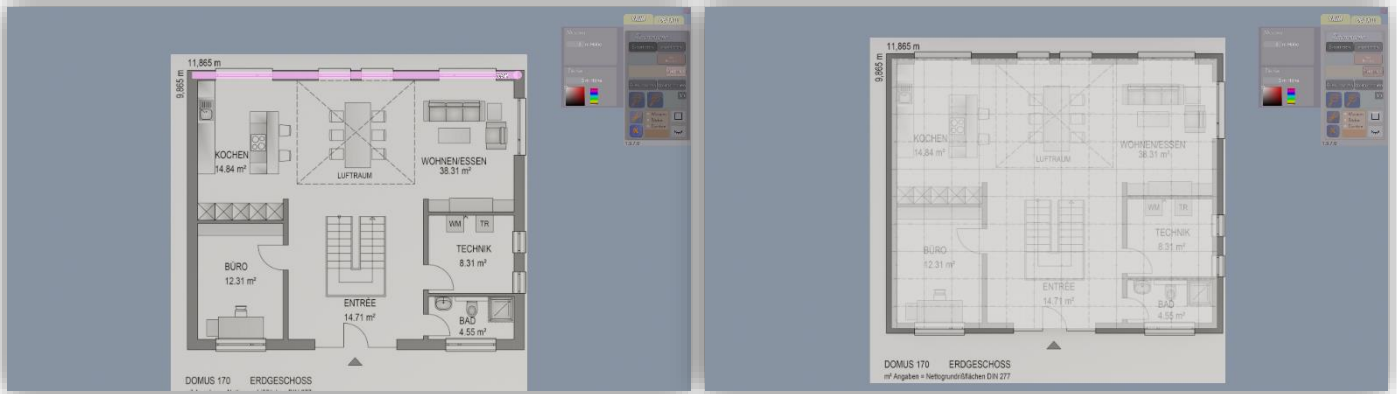 11,865 m
9,865 m
KOCHEN
14.84 m²
LUFTRAUM
WOHNEN/ESSEN
38.31 m²
WM
TR
TECHNIK
8.31 m²
BÜRO
12.31 m²
ENTRÉE
14.71 m²
BAD
4.55 m²
DOMUS 170 ERDGESCHOSS
11,865 m
9,865 m
KOCHEN
14.84 m²
LUFTRAUM
WOHNEN/ESSEN
38.31 m²
WM
TR
TECHNIK
8.31 m²
BÜRO
12.31 m²
ENTRÉE
14.71 m²
BAD
4.55 m²
DOMUS 170 ERDGESCHOSS
m² Angaben = Nettogrundrißflächen DIN 277